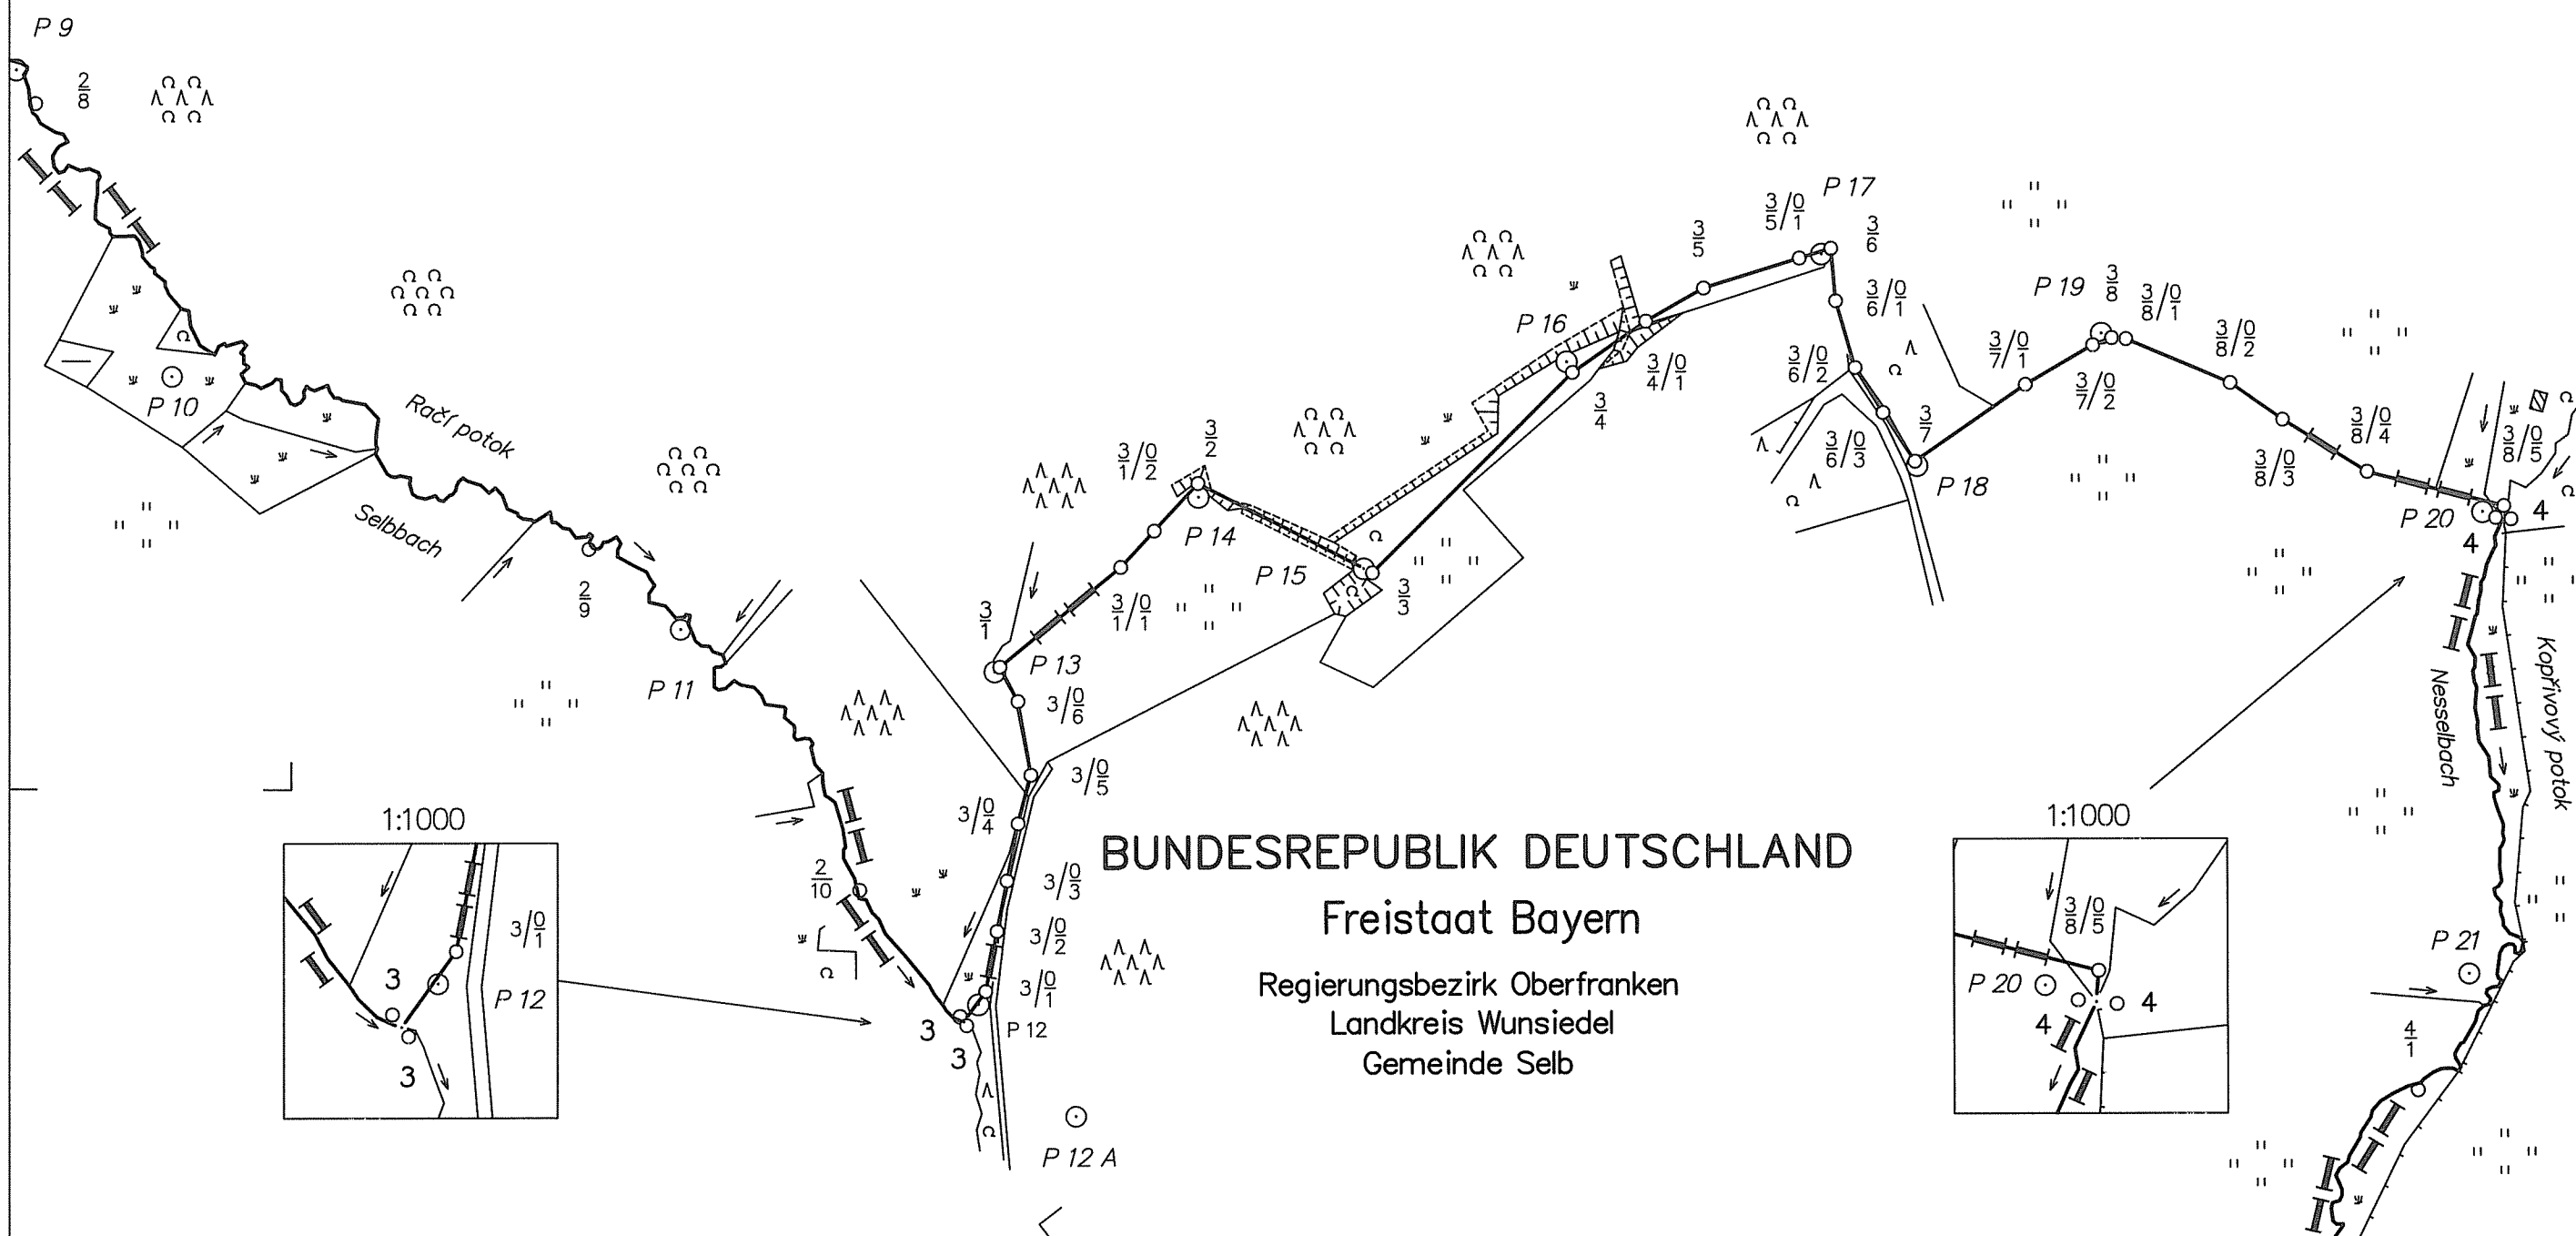 P 9
2/8
P 10
Račí potok
Selbbach
2/9
P 11
2/10
3
3
P 12
3/0/1
3/0/2
3/0/3
3/0/4
3/0/5
3/0/6
P 12 A
P 13
3/1
3/1/0/1
3/1/0/2
3/2
P 14
P 15
3/3
P 16
3/4
3/4/0/1
3/5
3/5/0/1
P 17
3/6
3/6/0/1
3/6/0/2
3/6/0/3
3/7
P 18
3/7/0/1
3/7/0/2
P 19
3/8
3/8/0/1
3/8/0/2
3/8/0/3
3/8/0/4
3/8/0/5
P 20
4
4
Nesselbach
Kopřivový potok
P 21
4/1
1:1000
3/0/1
3
P 12
3
BUNDESREPUBLIK DEUTSCHLAND
Freistaat Bayern
Regierungsbezirk Oberfranken
Landkreis Wunsiedel
Gemeinde Selb
1:1000
3/8/0/5
P 20
4
4